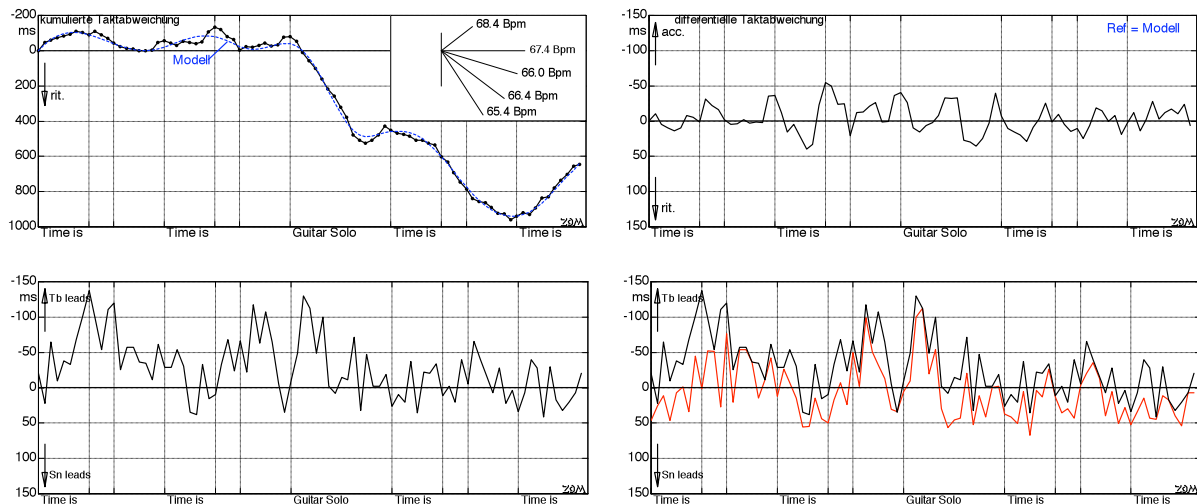 -200 kumulierte Taktabweichung
ms
0
200
400
600
800
1000
rit.
Modell
68.4 Bpm
67.4 Bpm
66.0 Bpm
66.4 Bpm
65.4 Bpm
Time is Time is Guitar Solo Time is Time is
-150 differentielle Taktabweichung
ms acc. Ref = Modell
-100
-50
0
50
100
rit.
150
Time is Time is Guitar Solo Time is Time is
-150
ms Tb leads
-100
-50
0
50
100
Sn leads
150
Time is Time is Guitar Solo Time is Time is
-150
ms Tb leads
-100
-50
0
50
100
Sn leads
150
Time is Time is Guitar Solo Time is Time is